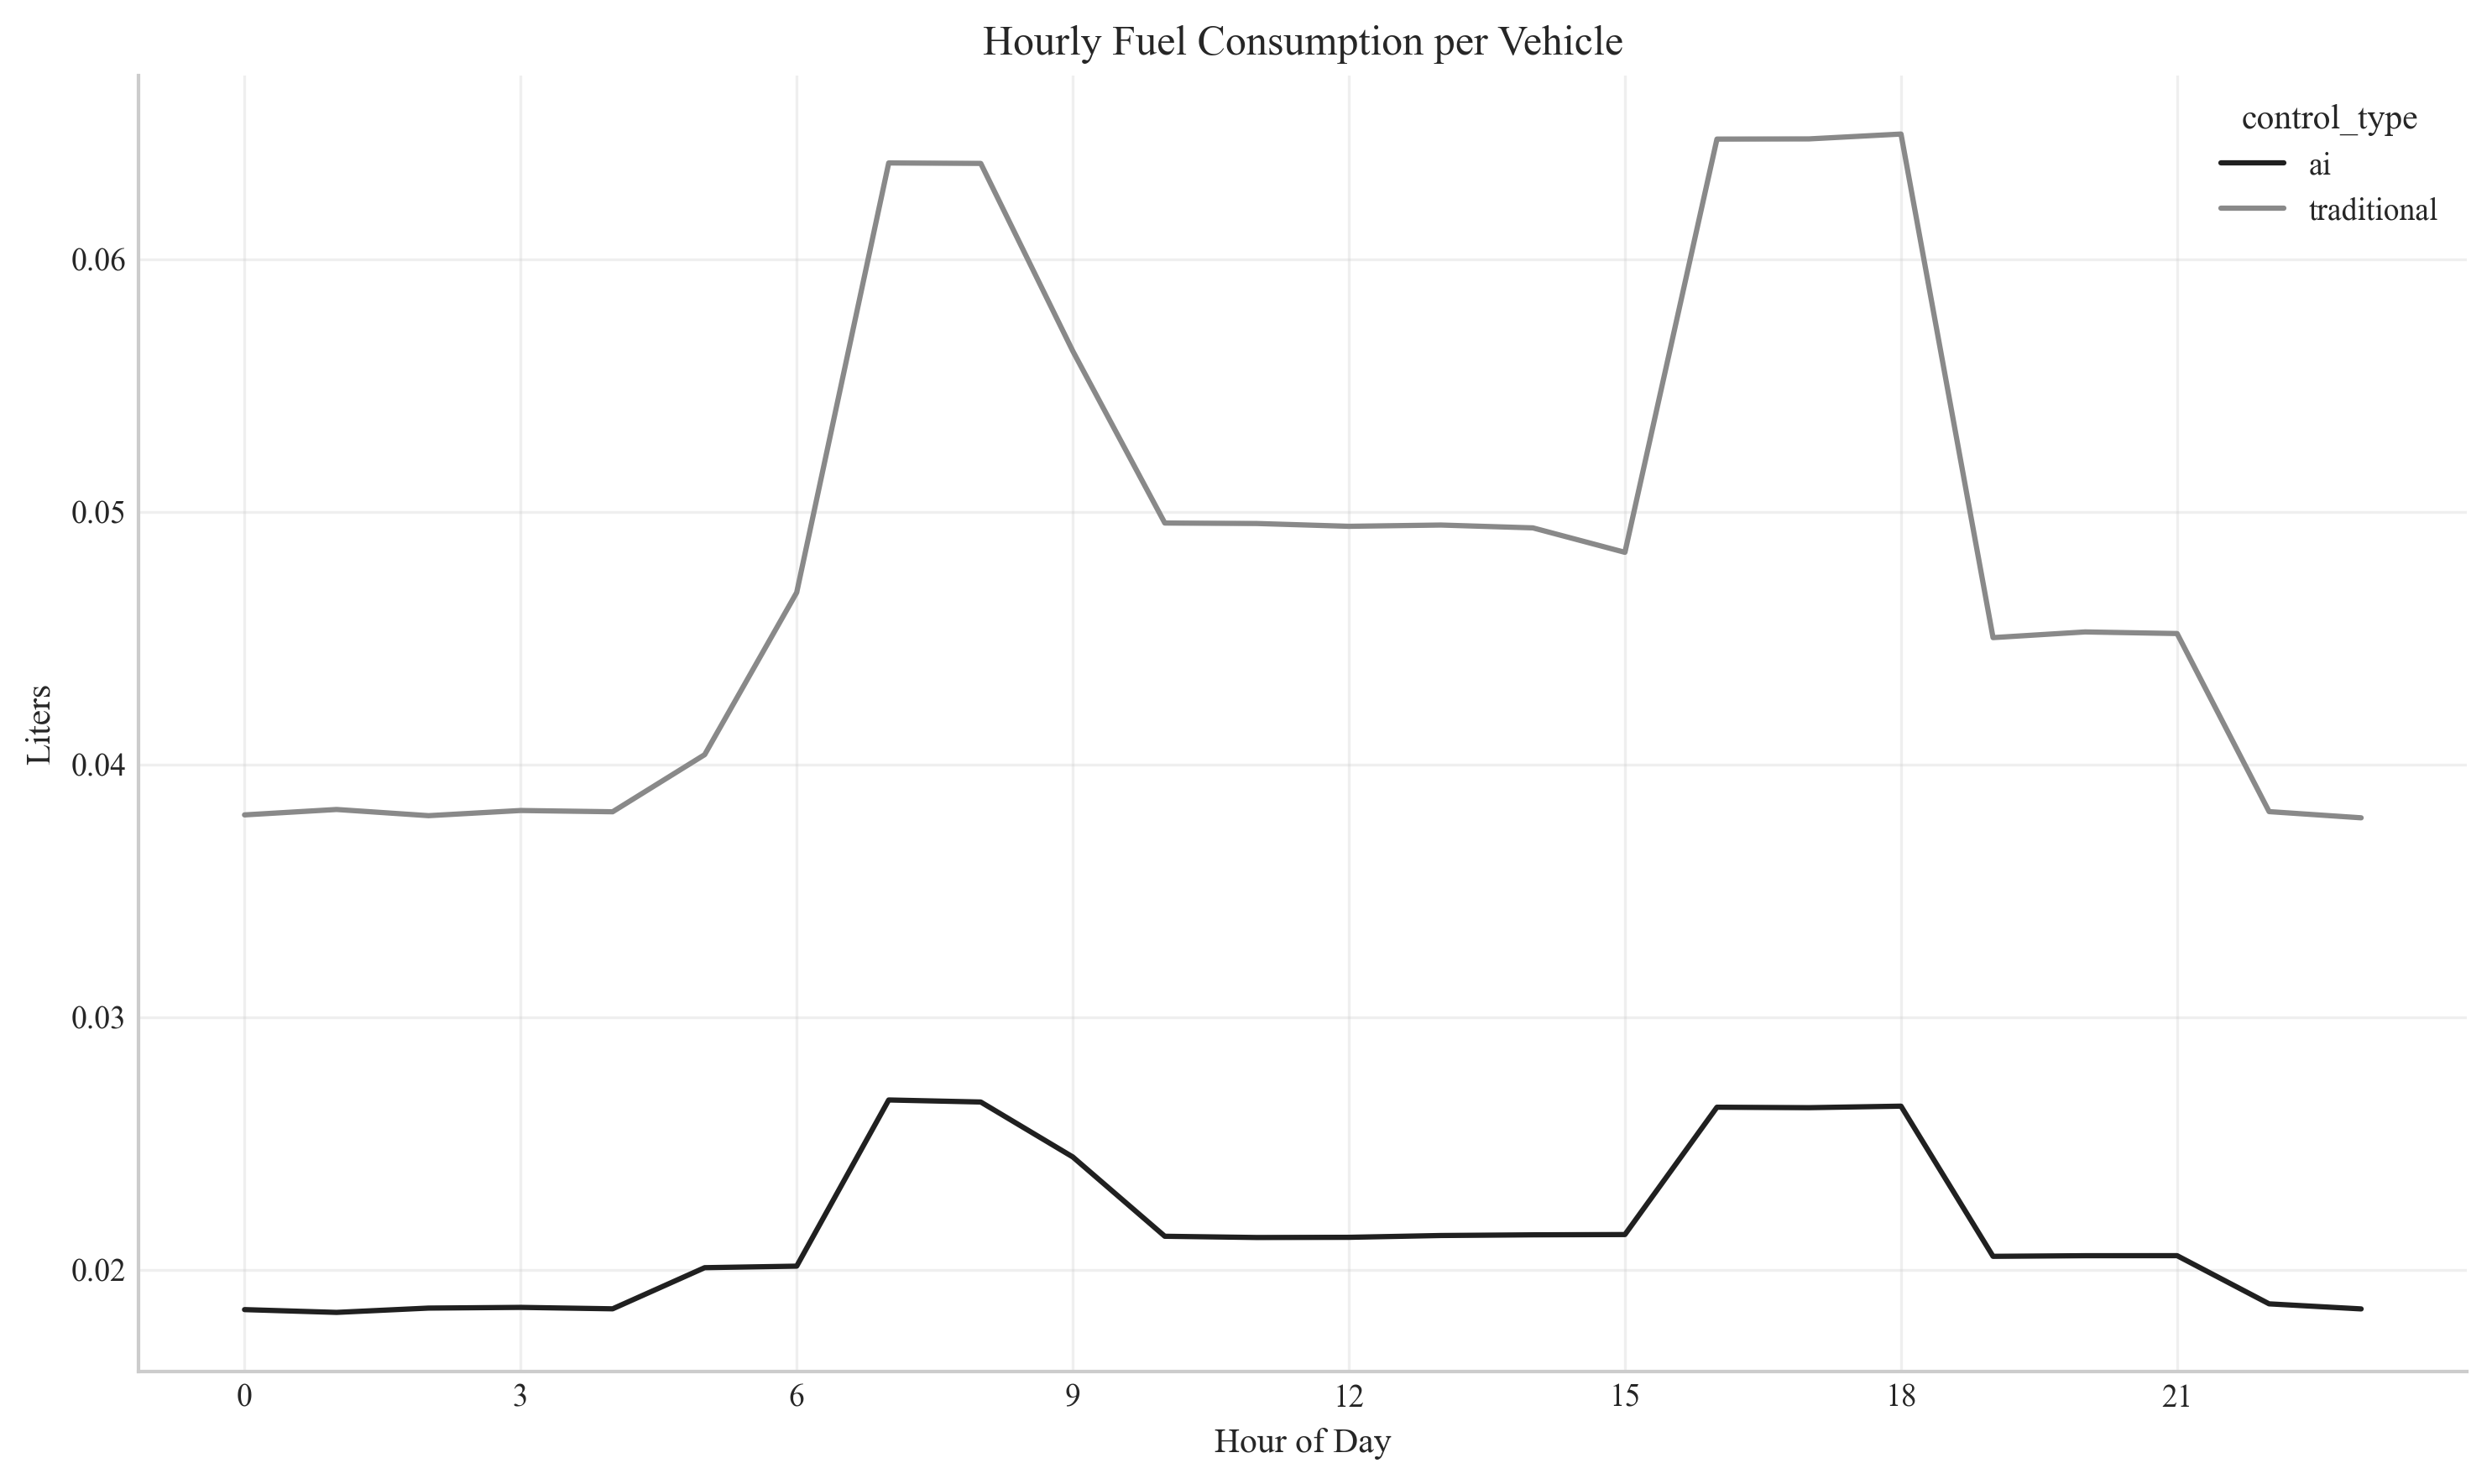 Hourly Fuel Consumption per Vehicle
control_type
ai
traditional
0.06
0.05
0.04
0.03
0.02
Liters
0 3 6 9 12 15 18 21
Hour of Day